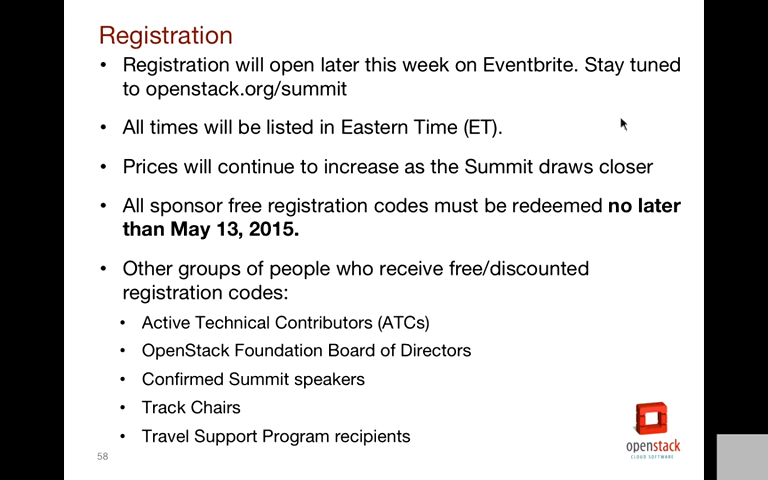 Registration
• Registration will open later this week on Eventbrite. Stay tuned
to openstack.org/summit
• All times will be listed in Eastern Time (ET).
• Prices will continue to increase as the Summit draws closer
• All sponsor free registration codes must be redeemed no later
than May 13, 2015.
• Other groups of people who receive free/discounted
registration codes:
• Active Technical Contributors (ATCs)
• OpenStack Foundation Board of Directors
• Confirmed Summit speakers
• Track Chairs
• Travel Support Program recipients
58
openstack
CLOUD SOFTWARE